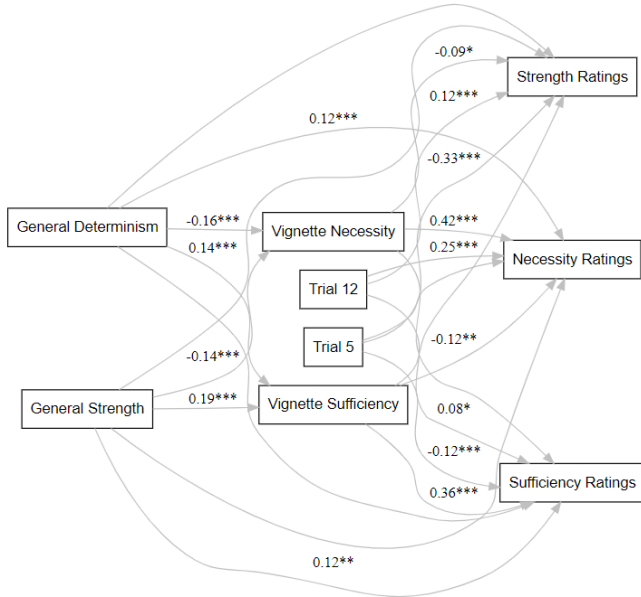 -0.09*
Strength Ratings
0.12***
0.12***
-0.33***
General Determinism
-0.16***
Vignette Necessity
0.42***
0.14***
0.25***
Necessity Ratings
Trial 12
Trial 5
-0.12**
-0.14***
General Strength
0.19***
Vignette Sufficiency
0.08*
-0.12***
Sufficiency Ratings
0.36***
0.12**